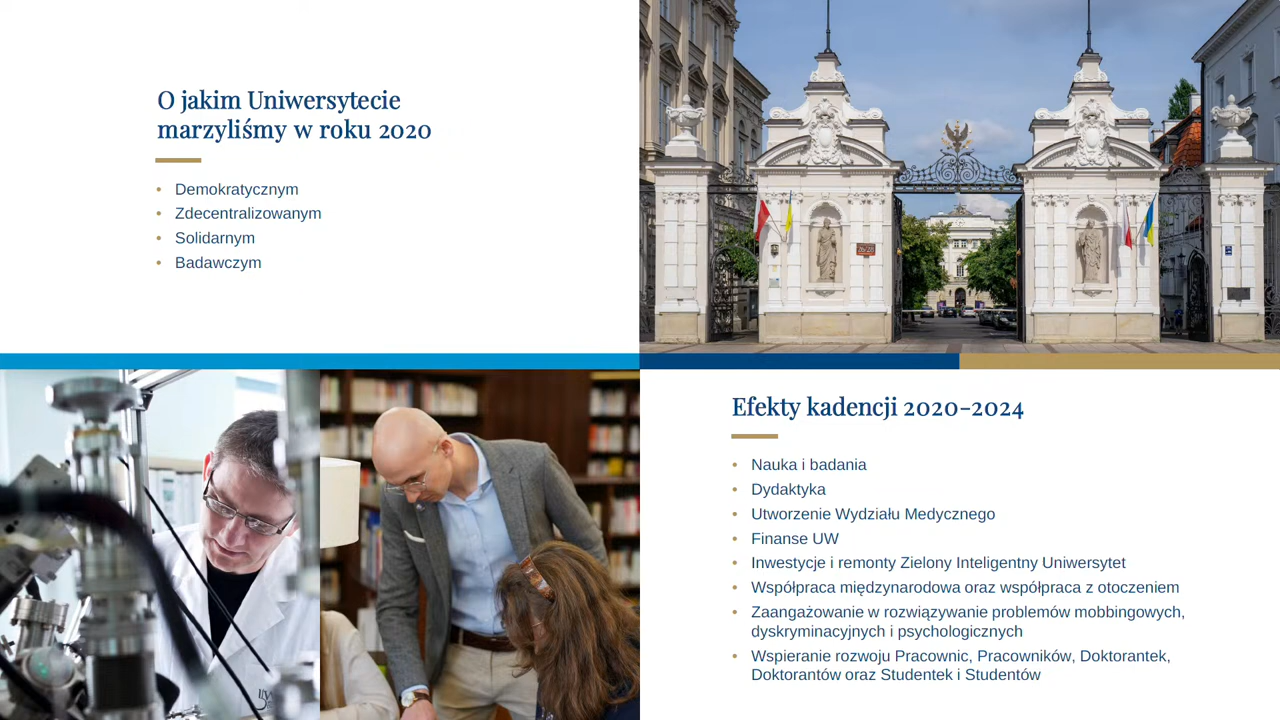 O jakim Uniwersytecie
marzyliśmy w roku 2020
• Demokratycznym
• Zdecentralizowanym
• Solidarnym
• Badawczym
Efekty kadencji 2020-2024
• Nauka i badania
• Dydaktyka
• Utworzenie Wydziału Medycznego
• Finanse UW
• Inwestycje i remonty Zielony Inteligentny Uniwersytet
• Współpraca międzynarodowa oraz współpraca z otoczeniem
• Zaangażowanie w rozwiązywanie problemów mobbingowych,
dyskryminacyjnych i psychologicznych
• Wspieranie rozwoju Pracownic, Pracowników, Doktorantek,
Doktorantów oraz Studentek i Studentów